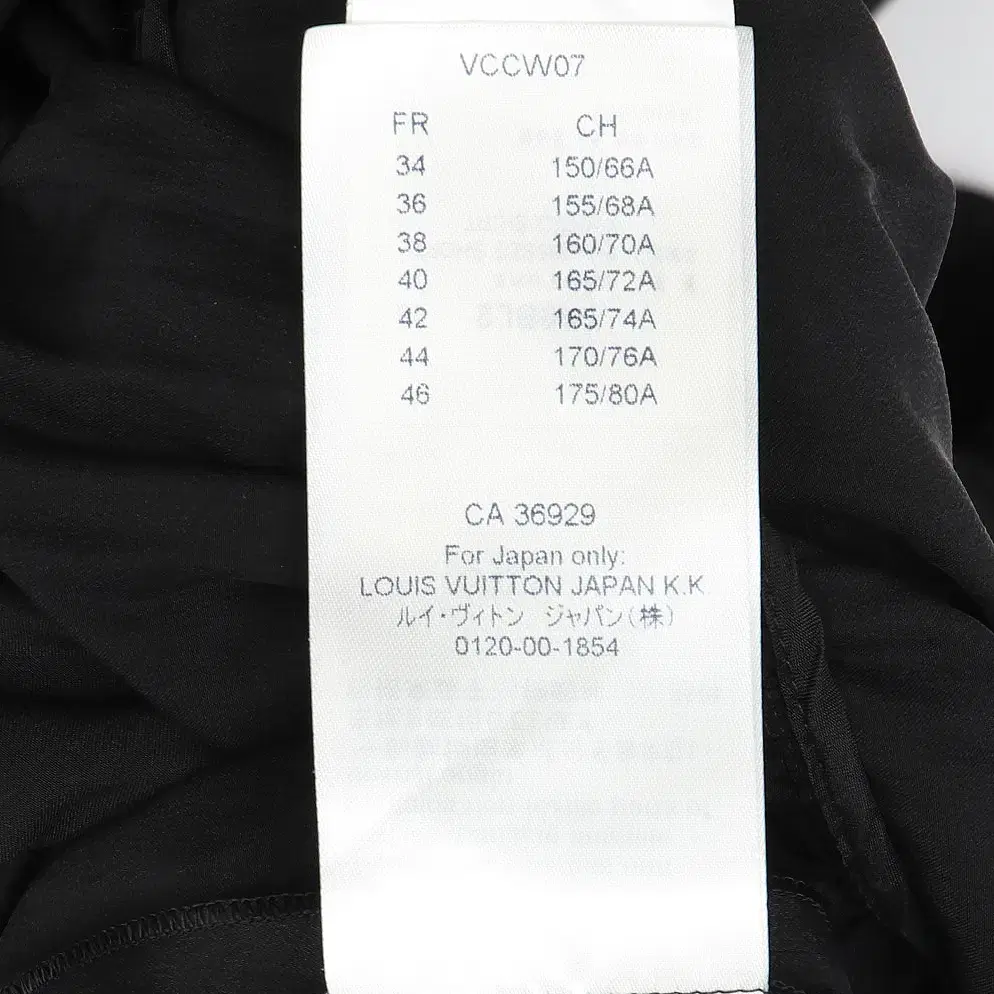 VCCW07
FR CH
34 150/66A
36 155/68A
38 160/70A
40 165/72A
42 165/74A
44 170/76A
46 175/80A
CA 36929
For Japan only:
LOUIS VUITTON JAPAN K.K.
ルイ・ヴィトン ジャパン(株)
0120-00-1854